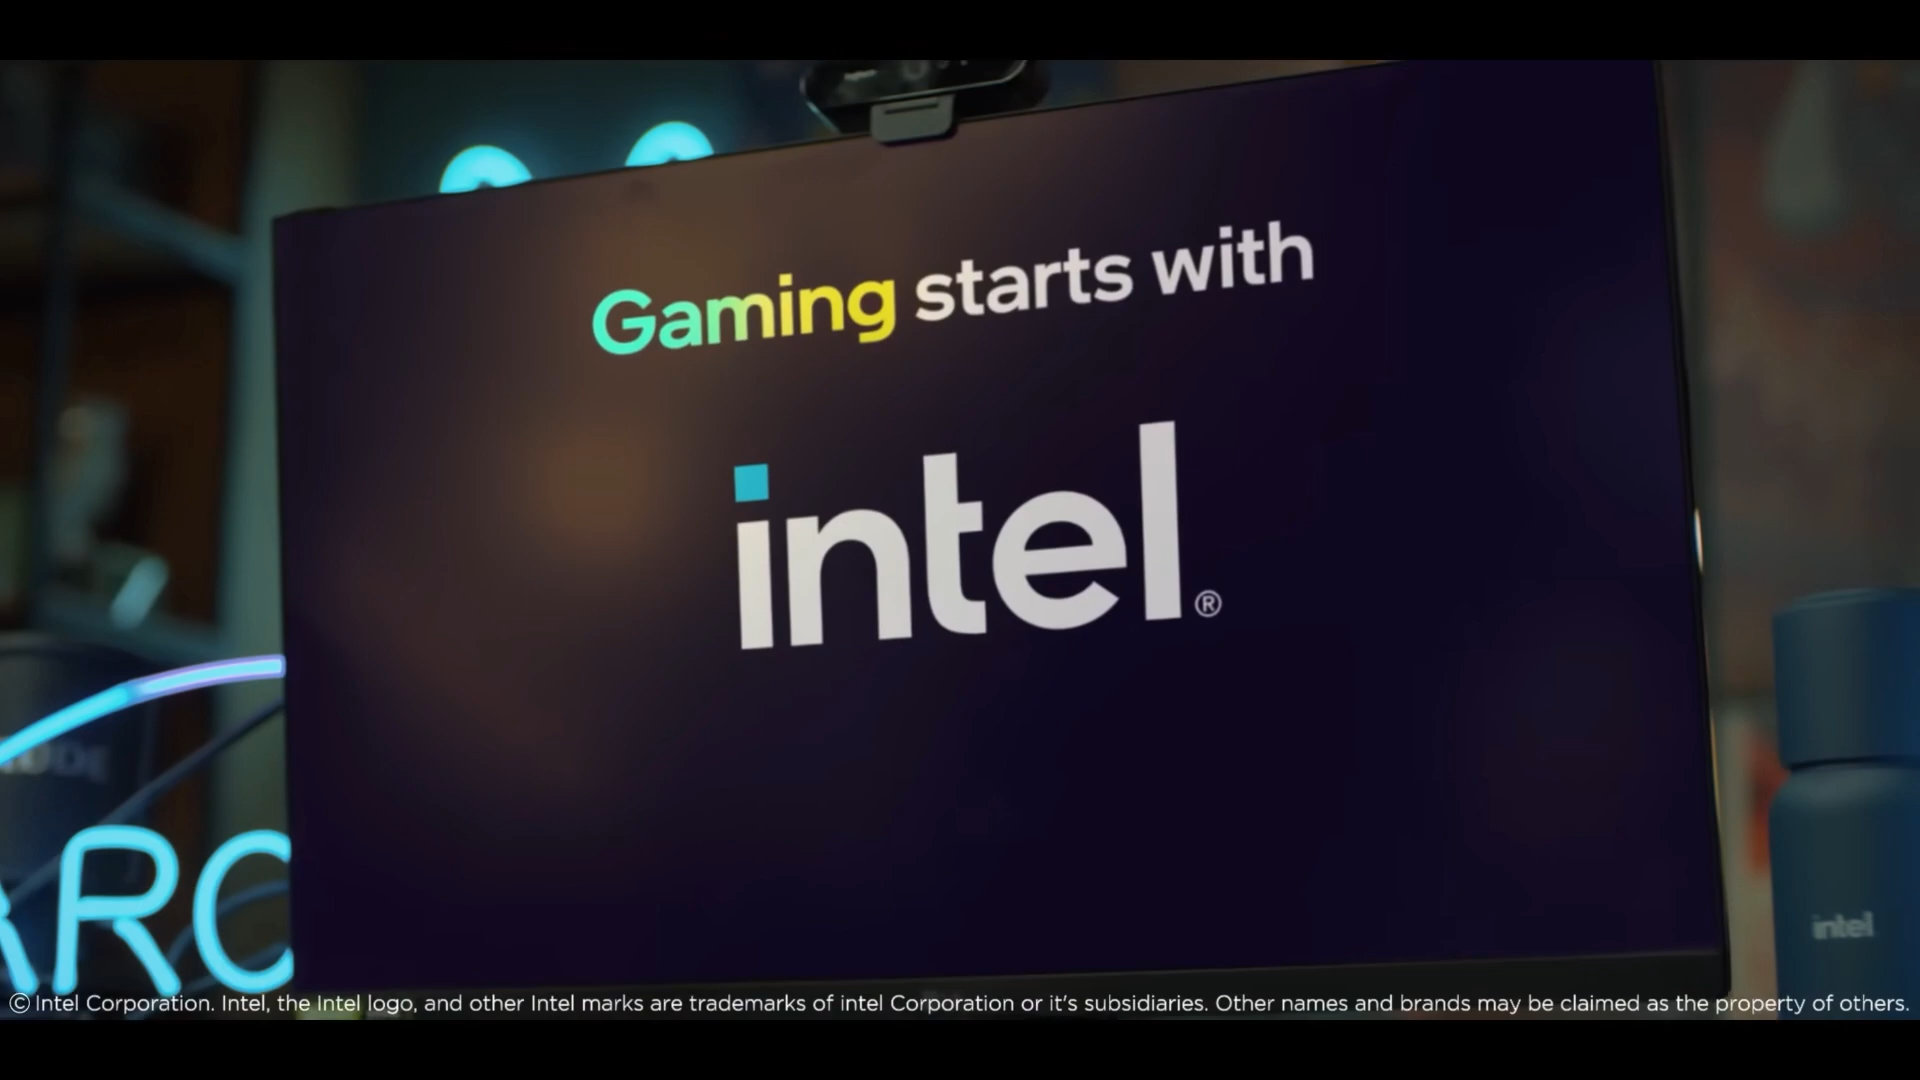 Gaming starts with
intel®
ARC
intel
© Intel Corporation. Intel, the Intel logo, and other Intel marks are trademarks of intel Corporation or it's subsidiaries. Other names and brands may be claimed as the property of others.